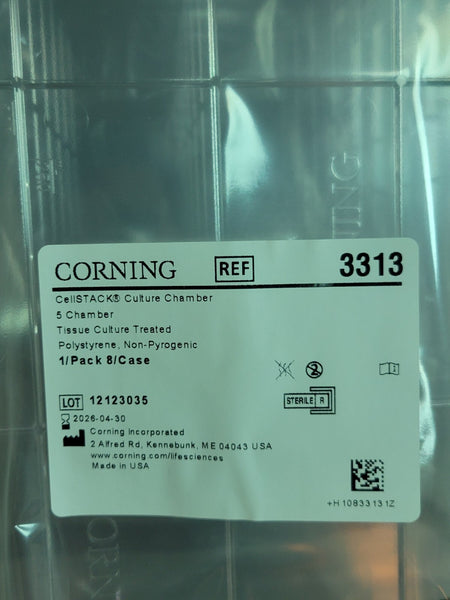 CORNING REF 3313
CellSTACK® Culture Chamber
5 Chamber
Tissue Culture Treated
Polystyrene, Non-Pyrogenic
1/Pack 8/Case
LOT 12123035
STERILE R
2026-04-30
Corning Incorporated
2 Alfred Rd, Kennebunk, ME 04043 USA
www.corning.com/lifesciences
Made in USA
+H10833131Z